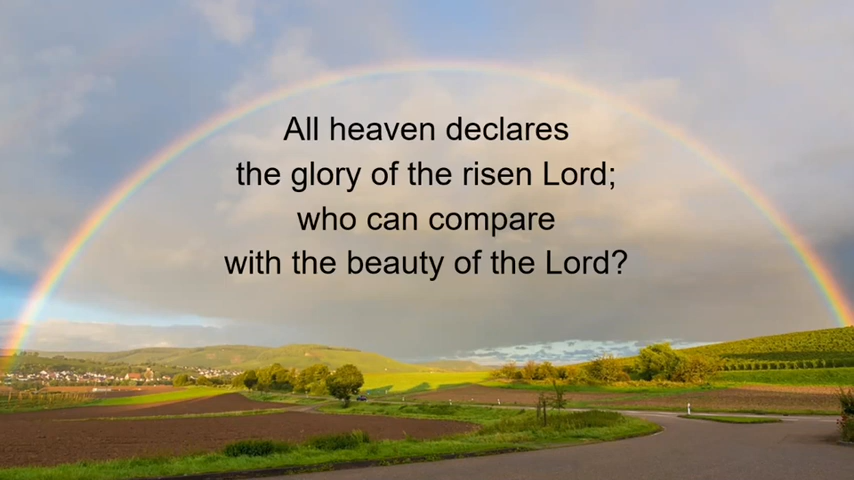 All heaven declares
the glory of the risen Lord;
who can compare
with the beauty of the Lord?